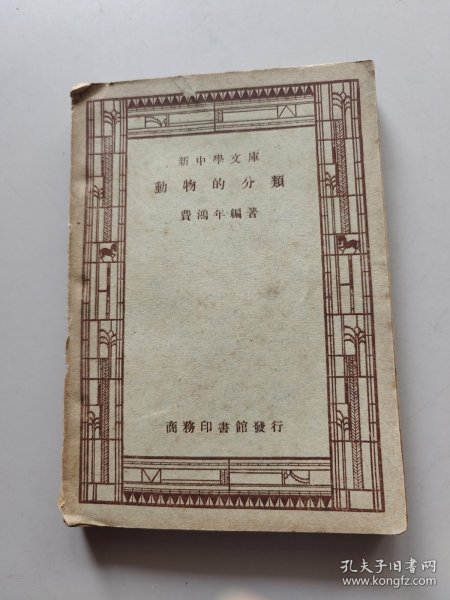 新中學文庫
動物的分類
費鴻年編著
商務印書館發行
孔夫子旧书网
www.kongfz.com